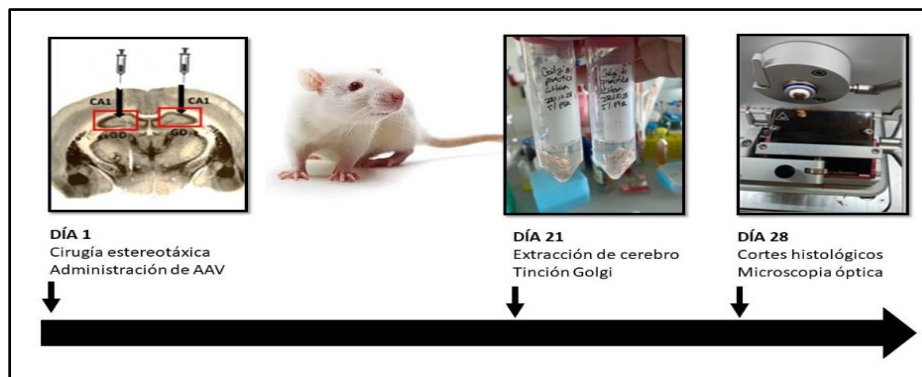 CA1
CA1
GD
GD
Golgi
DÍA 1
Cirugía estereotáxica
Administración de AAV
DÍA 21
Extracción de cerebro
Tinción Golgi
DÍA 28
Cortes histológicos
Microscopia óptica